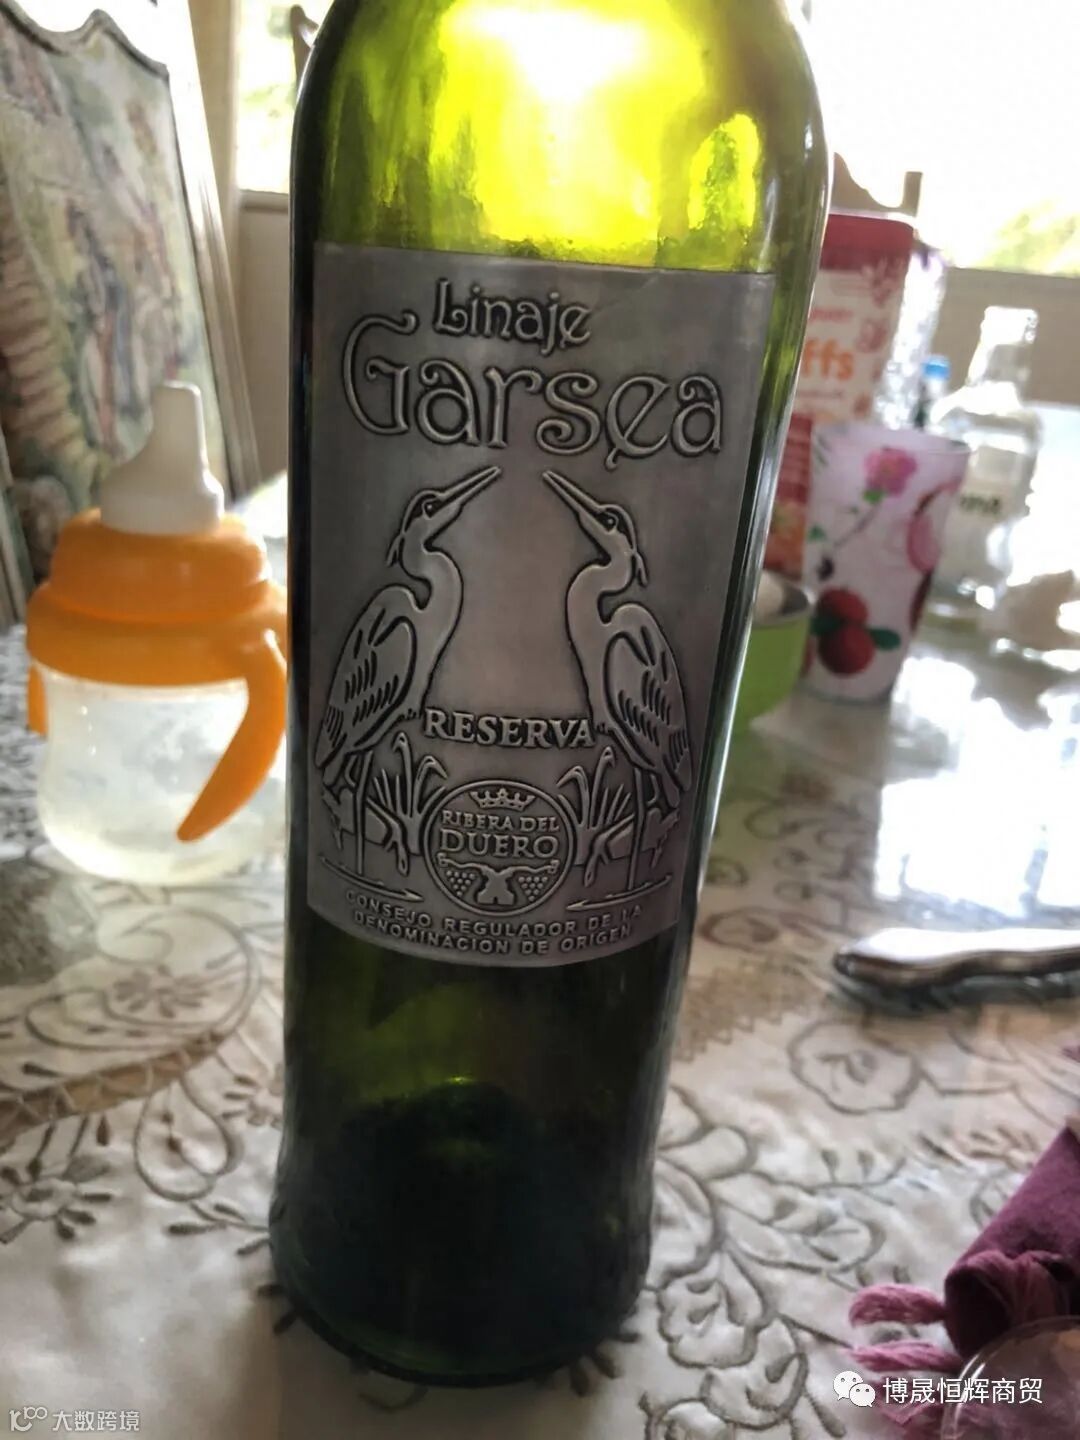 Linaje
Garsea
RESERVA
RIBERA DEL
DUERO
CONSEJO REGULADOR DE LA
DENOMINACION DE ORIGEN
ffs
博晟恒辉商贸
大数跨境